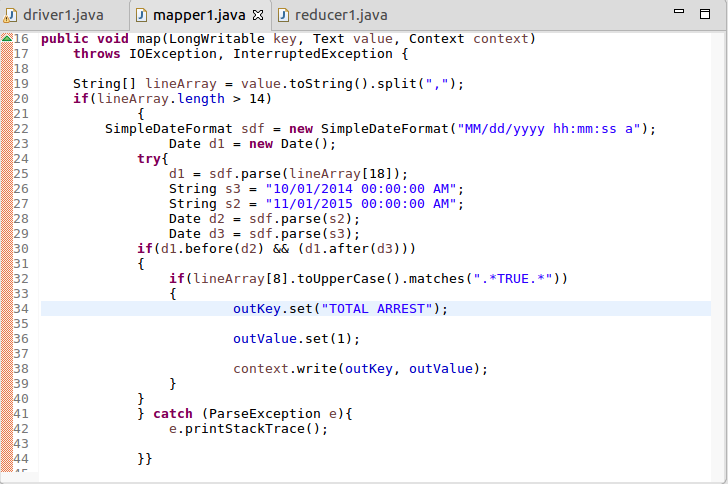 driver1.java mapper1.java reducer1.java
16 public void map(LongWritable key, Text value, Context context)
17 throws IOException, InterruptedException {
18
19 String[] lineArray = value.toString().split(",");
20 if(lineArray.length > 14)
21 {
22 SimpleDateFormat sdf = new SimpleDateFormat("MM/dd/yyyy hh:mm:ss a");
23 Date d1 = new Date();
24 try{
25 d1 = sdf.parse(lineArray[18]);
26 String s3 = "10/01/2014 00:00:00 AM";
27 String s2 = "11/01/2015 00:00:00 AM";
28 Date d2 = sdf.parse(s2);
29 Date d3 = sdf.parse(s3);
30 if(d1.before(d2) && (d1.after(d3)))
31 {
32 if(lineArray[8].toUpperCase().matches(".*TRUE.*"))
33 {
34 outKey.set("TOTAL ARREST");
35
36 outValue.set(1);
37
38 context.write(outKey, outValue);
39 }
40 }
41 } catch (ParseException e){
42 e.printStackTrace();
43
44 }}